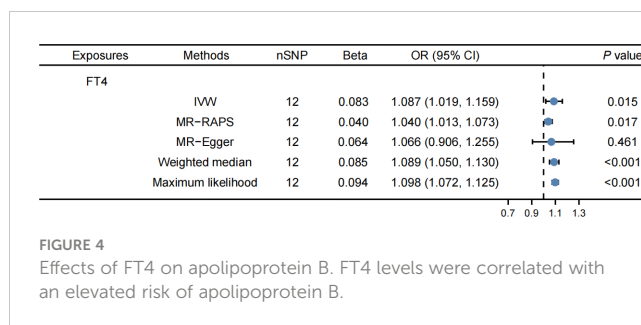 Exposures Methods nSNP Beta OR (95% CI) P value
FT4
IVW 12 0.083 1.087 (1.019, 1.159) 0.015
MR−RAPS 12 0.040 1.040 (1.013, 1.073) 0.017
MR−Egger 12 0.064 1.066 (0.906, 1.255) 0.461
Weighted median 12 0.085 1.089 (1.050, 1.130) <0.001
Maximum likelihood 12 0.094 1.098 (1.072, 1.125) <0.001
0.7 0.9 1.1 1.3
FIGURE 4
Effects of FT4 on apolipoprotein B. FT4 levels were correlated with
an elevated risk of apolipoprotein B.